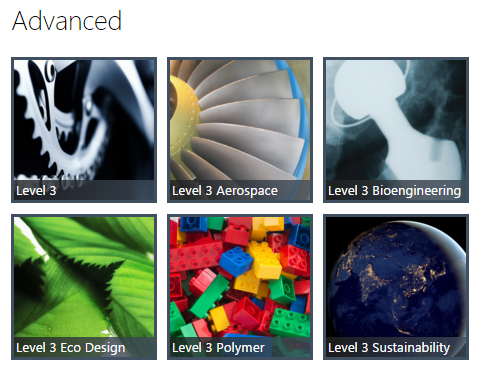 Advanced
Level 3
Level 3 Aerospace
Level 3 Bioengineering
Level 3 Eco Design
Level 3 Polymer
Level 3 Sustainability